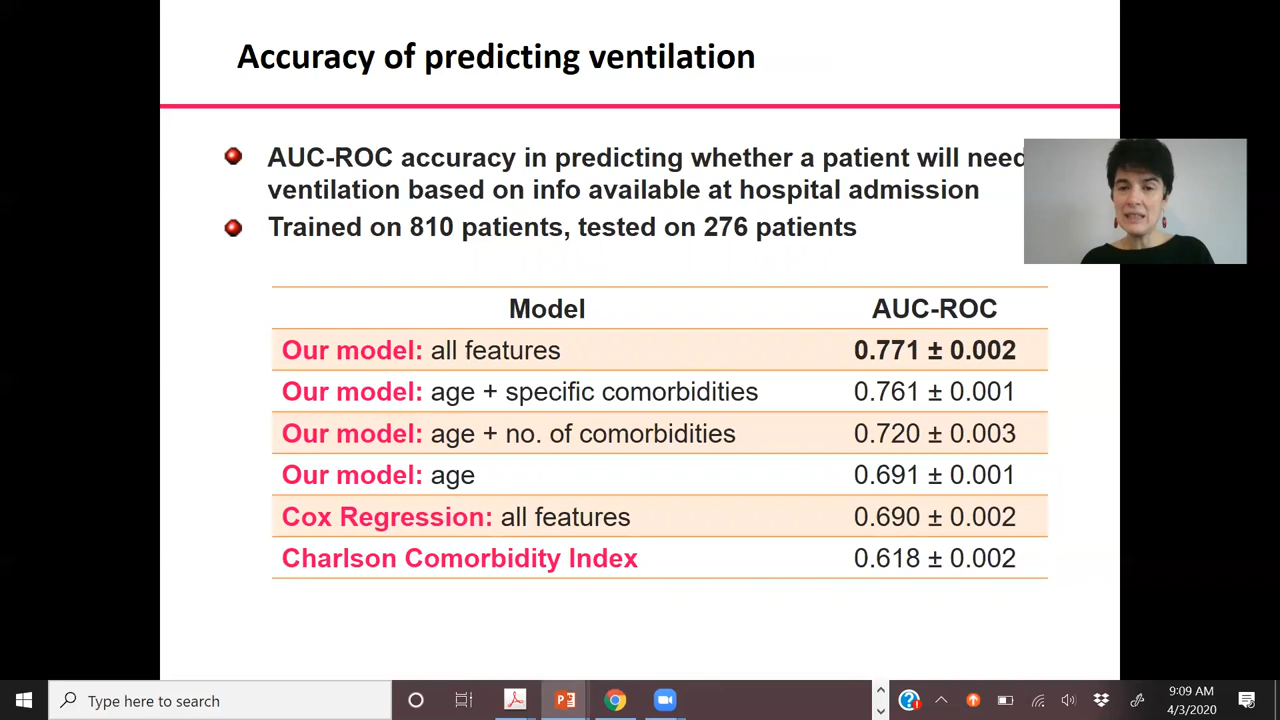 Accuracy of predicting ventilation
AUC-ROC accuracy in predicting whether a patient will need
ventilation based on info available at hospital admission
Trained on 810 patients, tested on 276 patients
Model AUC-ROC
Our model: all features 0.771 ± 0.002
Our model: age + specific comorbidities 0.761 ± 0.001
Our model: age + no. of comorbidities 0.720 ± 0.003
Our model: age 0.691 ± 0.001
Cox Regression: all features 0.690 ± 0.002
Charlson Comorbidity Index 0.618 ± 0.002
Type here to search
9:09 AM
4/3/2020